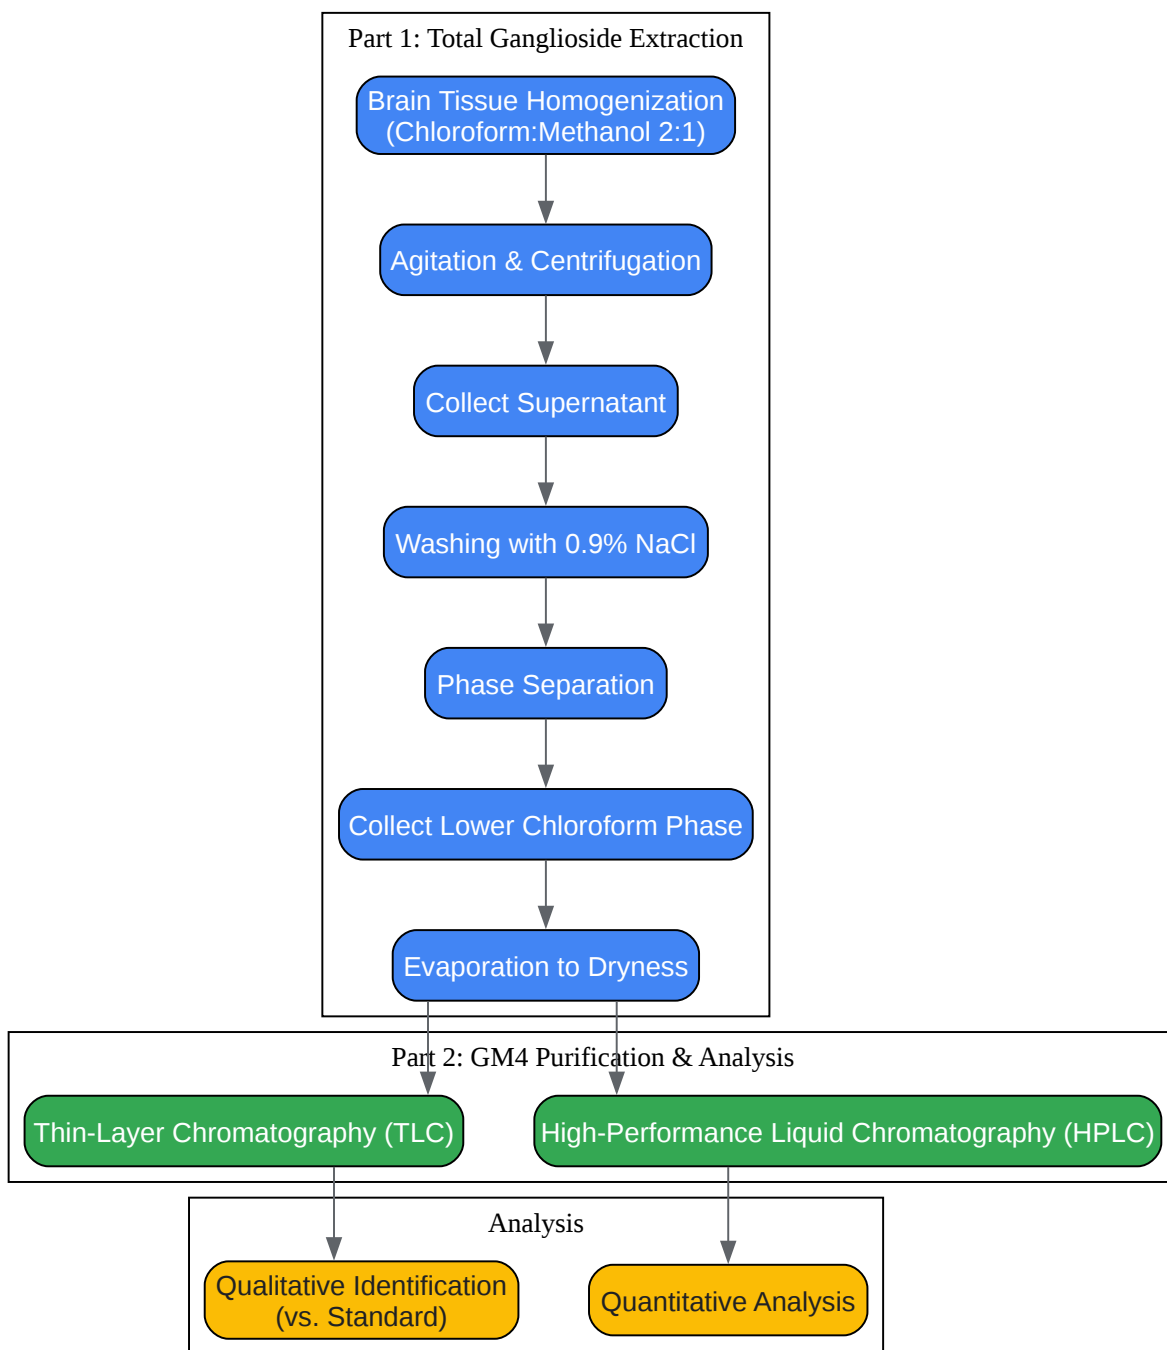 Part 1: Total Ganglioside Extraction
Brain Tissue Homogenization
(Chloroform:Methanol 2:1)
Agitation & Centrifugation
Collect Supernatant
Washing with 0.9% NaCl
Phase Separation
Collect Lower Chloroform Phase
Evaporation to Dryness
Part 2: GM4 Purification & Analysis
Thin-Layer Chromatography (TLC)
High-Performance Liquid Chromatography (HPLC)
Analysis
Qualitative Identification
(vs. Standard)
Quantitative Analysis